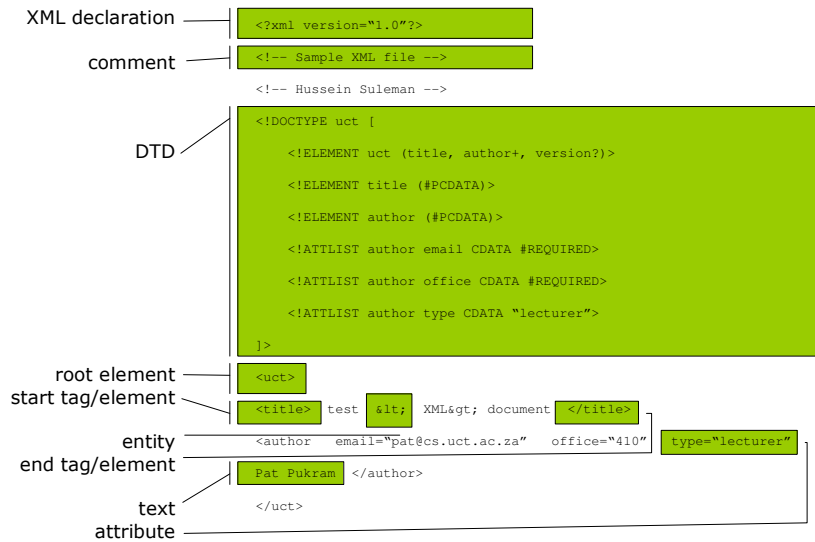 XML declaration
<?xml version=“1.0”?>
comment
<!-- Sample XML file -->
<!-- Hussein Suleman -->
DTD
<!DOCTYPE uct [
<!ELEMENT uct (title, author+, version?)>
<!ELEMENT title (#PCDATA)>
<!ELEMENT author (#PCDATA)>
<!ATTLIST author email CDATA #REQUIRED>
<!ATTLIST author office CDATA #REQUIRED>
<!ATTLIST author type CDATA “lecturer”>
]>
root element
<uct>
start tag/element
<title> test &lt; XML&gt; document </title>
entity
<author email=“pat@cs.uct.ac.za” office=“410” type=“lecturer”
end tag/element
Pat Pukram </author>
text
</uct>
attribute